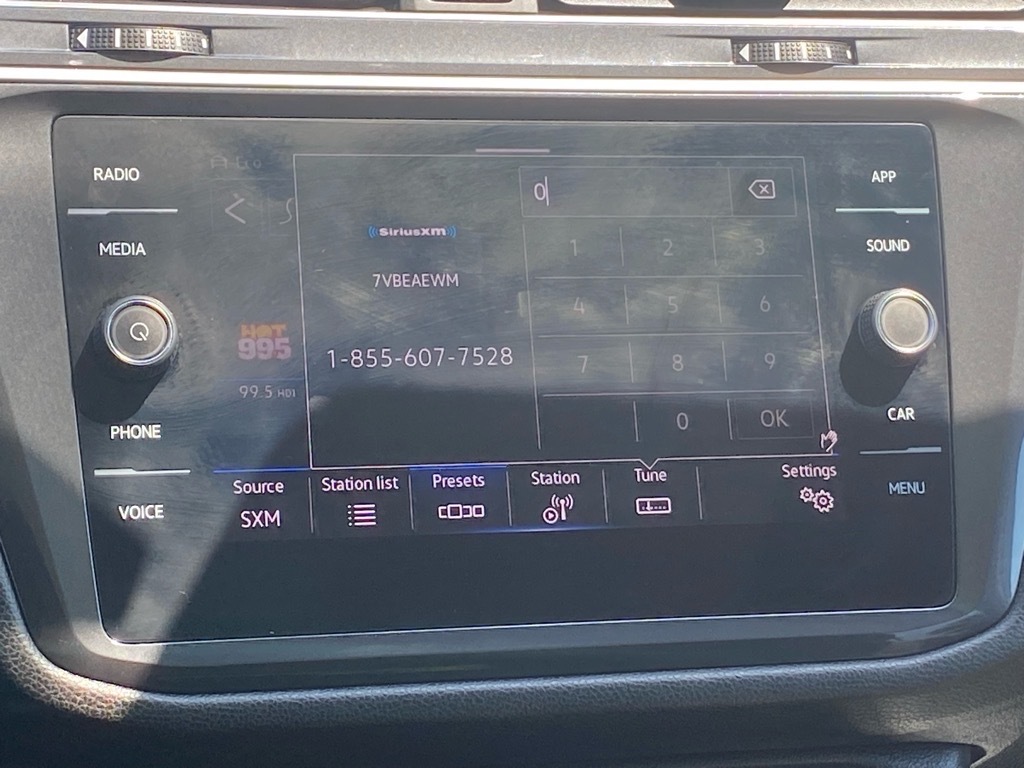 RADIO
MEDIA
PHONE
VOICE
APP
SOUND
CAR
MENU
HOT
995
99.5 HD1
SiriusXM
7VBEAEWM
1-855-607-7528
0
1 2 3
4 5 6
7 8 9
0 OK
Source
SXM
Station list
Presets
Station
Tune
Settings